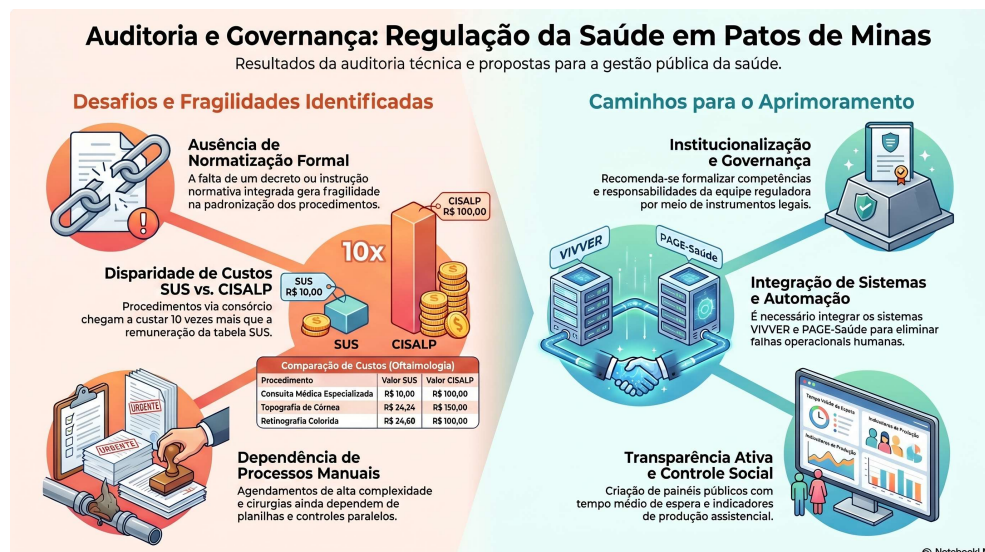 Auditoria e Governança: Regulação da Saúde em Patos de Minas
Resultados da auditoria técnica e propostas para a gestão pública da saúde.
Desafios e Fragilidades Identificadas
Ausência de
Normatização Formal
A falta de um decreto ou instrução
normativa integrada gera fragilidade
na padronização dos procedimentos.
CISALP
R$ 100,00
10x
Disparidade de Custos
SUS vs. CISALP
Procedimentos via consórcio
chegam a custar 10 vezes mais que a
remuneração da tabela SUS.
SUS
R$ 10,00
SUS
CISALP
Comparação de Custos (Oftalmologia)
Procedimento Valor SUS Valor CISALP
Consulta Médica Especializada R$ 10,00 R$ 100,00
Topografia de Córnea R$ 24,24 R$ 150,00
Retinografia Colorida R$ 24,60 R$ 100,00
URGENTE
URGENTE
Dependência de
Processos Manuais
Agendamentos de alta complexidade
e cirurgias ainda dependem de
planilhas e controles paralelos.
Caminhos para o Aprimoramento
Institucionalização
e Governança
Recomenda-se formalizar competências
e responsabilidades da equipe reguladora
por meio de instrumentos legais.
VIVVER
PAGE-Saúde
Integração de Sistemas
e Automação
É necessário integrar os sistemas
VIVVER e PAGE-Saúde para eliminar
falhas operacionais humanas.
Transparência Ativa
e Controle Social
Criação de painéis públicos com
tempo médio de espera e indicadores
de produção assistencial.
Indicadores de Produção